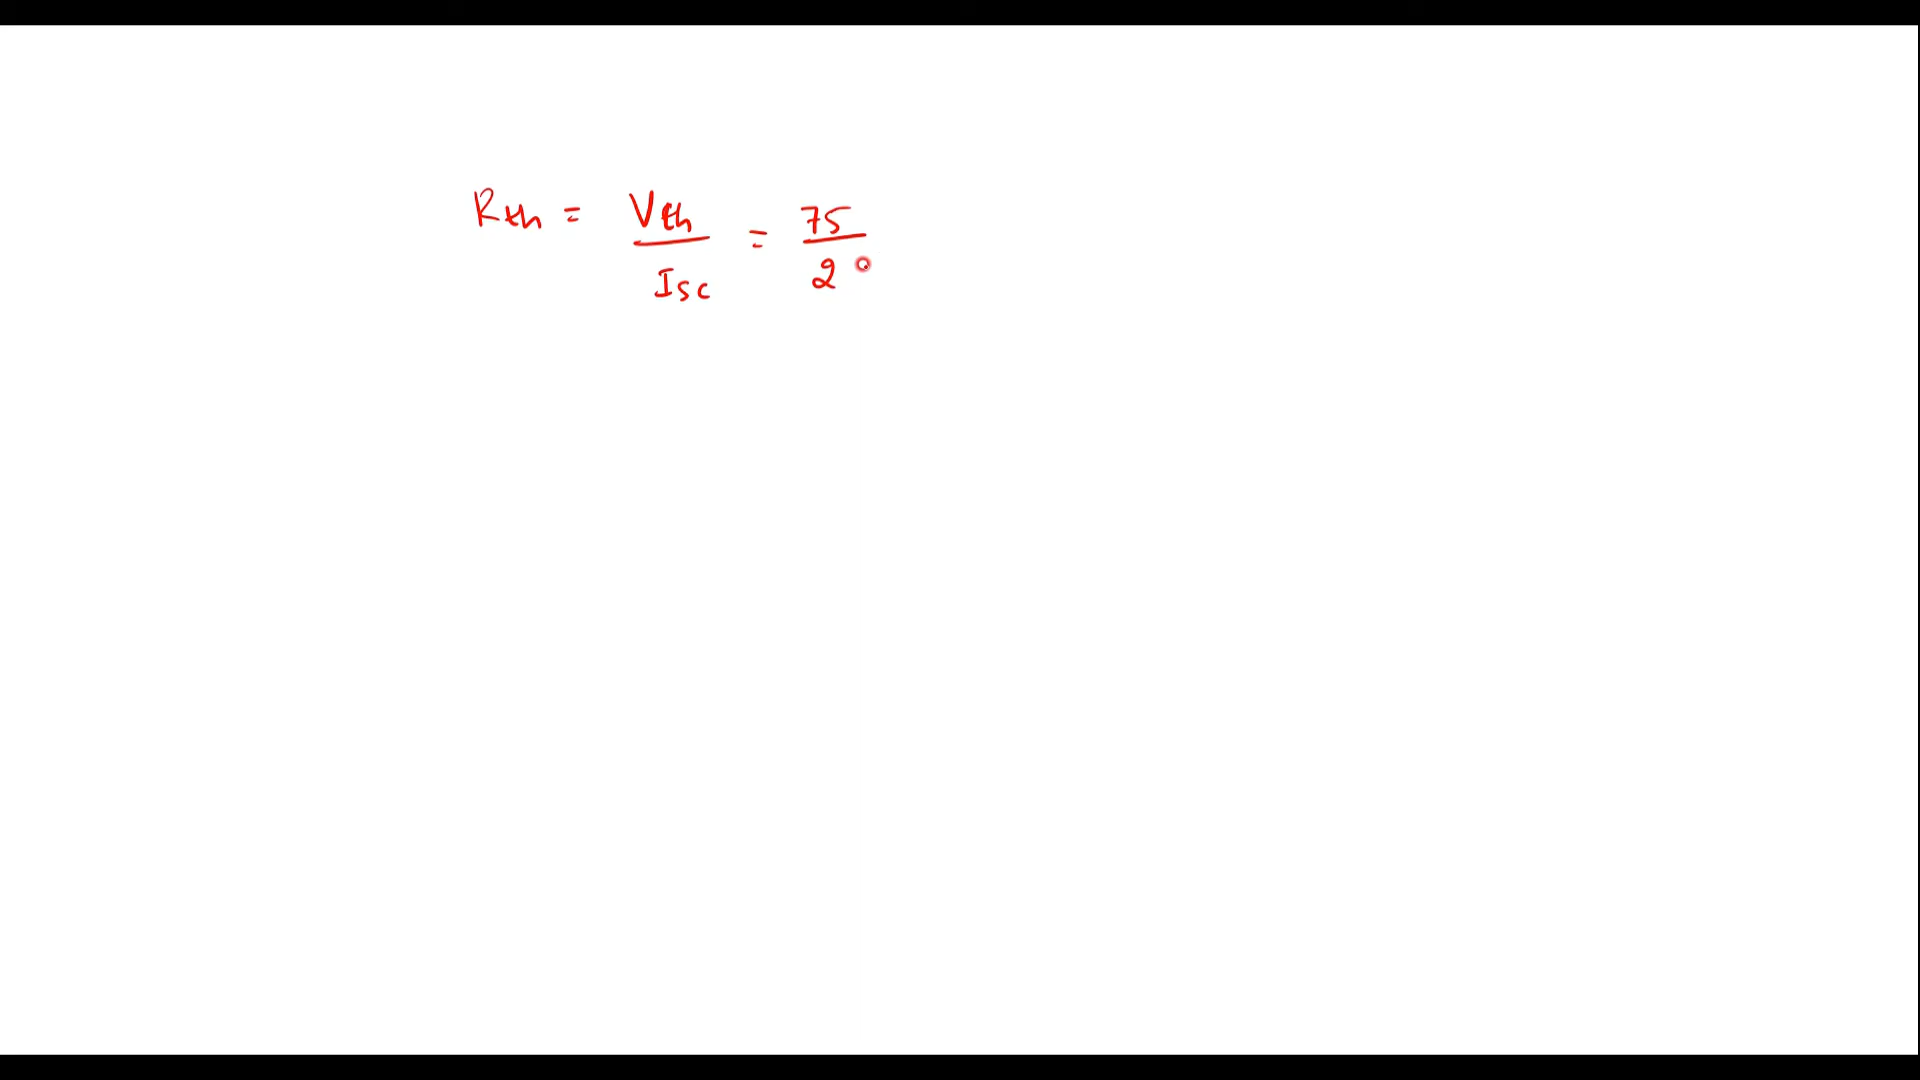 Rth = Vth / Isc = 75 / 2